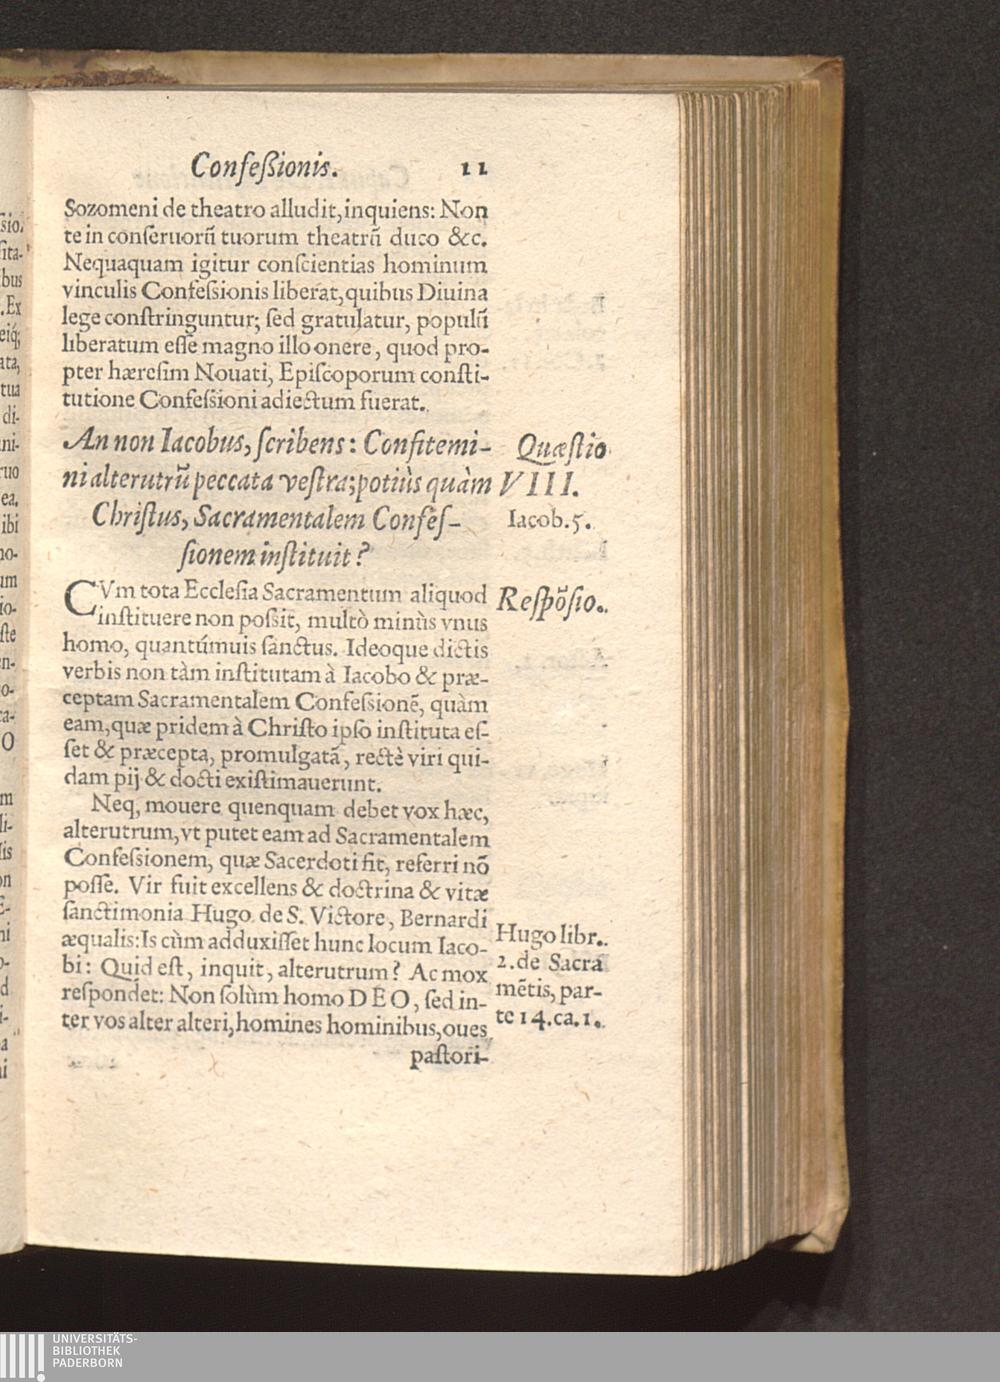 Confeßionis. 11
Sozomeni de theatro alludit, inquiens: Non
te in conseruorũ tuorum theatrũ duco &c.
Nequaquam igitur conscientias hominum
vinculis Confessionis liberat, quibus Diuina
lege constringuntur; sed gratulatur, populũ
liberatum esse magno illo onere, quod pro-
pter hæresim Nouati, Episcoporum consti-
tutione Confessioni adiectum fuerat.
An non Iacobus, scribens: Confitemi-
ni alterutrũ peccata vestra; potiùs quàm
Christus, Sacramentalem Confes-
sionem instituit?
Quæstio
VIII.
Iacob. 5.
CVm tota Ecclesia Sacramentum aliquod
instituere non possit, multò minùs vnus
homo, quantúmuis sanctus. Ideoque dictis
verbis non tàm institutam à Iacobo & præ-
ceptam Sacramentalem Confessionẽ, quàm
eam, quæ pridem à Christo ipso instituta es-
set & præcepta, promulgatã, rectè viri qui-
dam pij & docti existimauerunt.
Respõsio.
Neq, mouere quenquam debet vox hæc,
alterutrum, vt putet eam ad Sacramentalem
Confessionem, quæ Sacerdoti fit, referri nõ
posse. Vir fuit excellens & doctrina & vitæ
sanctimonia Hugo de S. Victore, Bernardi
æqualis: Is cùm adduxisset hunc locum Iaco-
bi: Quid est, inquit, alterutrum? Ac mox
respondet: Non solùm homo DEO, sed in-
ter vos alter alteri, homines hominibus, oues
pastori-
Hugo libr.
2. de Sacra
mẽtis, par-
te 14. ca. 1.
UNIVERSITÄTS-
BIBLIOTHEK
PADERBORN